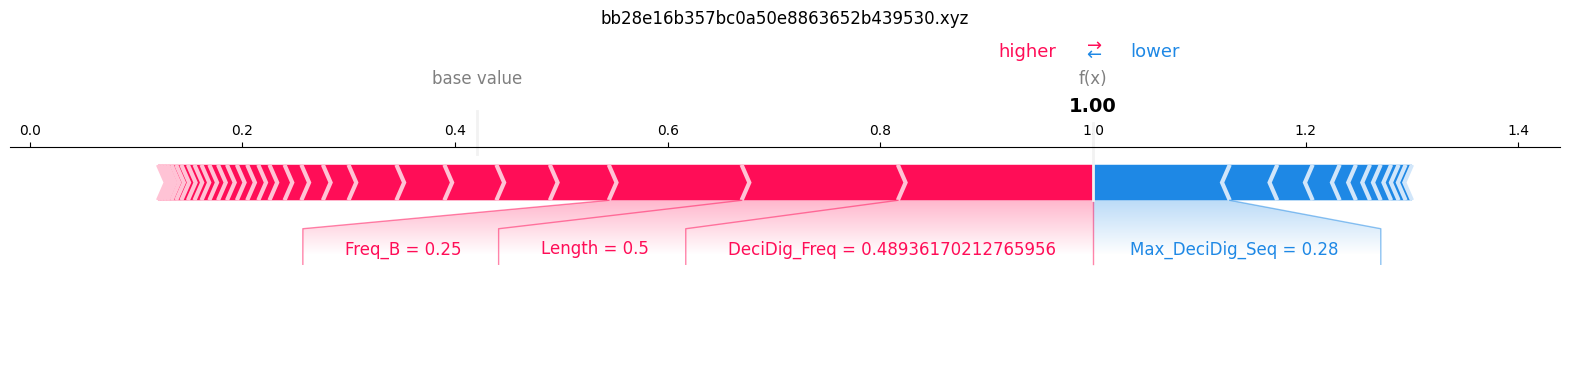 bb28e16b357bc0a50e8863652b439530.xyz
higher ⇄ lower
base value f(x)
1.00
0.0 0.2 0.4 0.6 0.8 1.0 1.2 1.4
Freq_B = 0.25 Length = 0.5 DeciDig_Freq = 0.48936170212765956 Max_DeciDig_Seq = 0.28